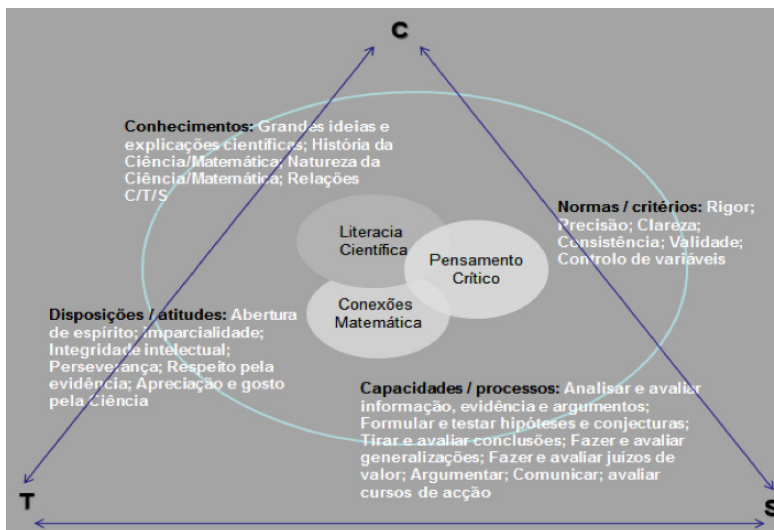 C
Conhecimentos: Grandes ideias e
explicações científicas; História da
Ciência/Matemática; Natureza da
Ciência/Matemática; Relações
C/T/S
Literacia
Científica
Pensamento
Crítico
Conexões
Matemática
Normas / critérios: Rigor;
Precisão; Clareza;
Consistência; Validade;
Controlo de variáveis
Disposições / atitudes: Abertura
de espírito; imparcialidade;
Integridade intelectual;
Perseverança; Respeito pela
evidência; Apreciação e gosto
pela Ciência
Capacidades / processos: Analisar e avaliar
informação, evidência e argumentos;
Formular e testar hipóteses e conjecturas;
Tirar e avaliar conclusões; Fazer e avaliar
generalizações; Fazer e avaliar juízos de
valor; Argumentar; Comunicar; avaliar
cursos de acção
T
S